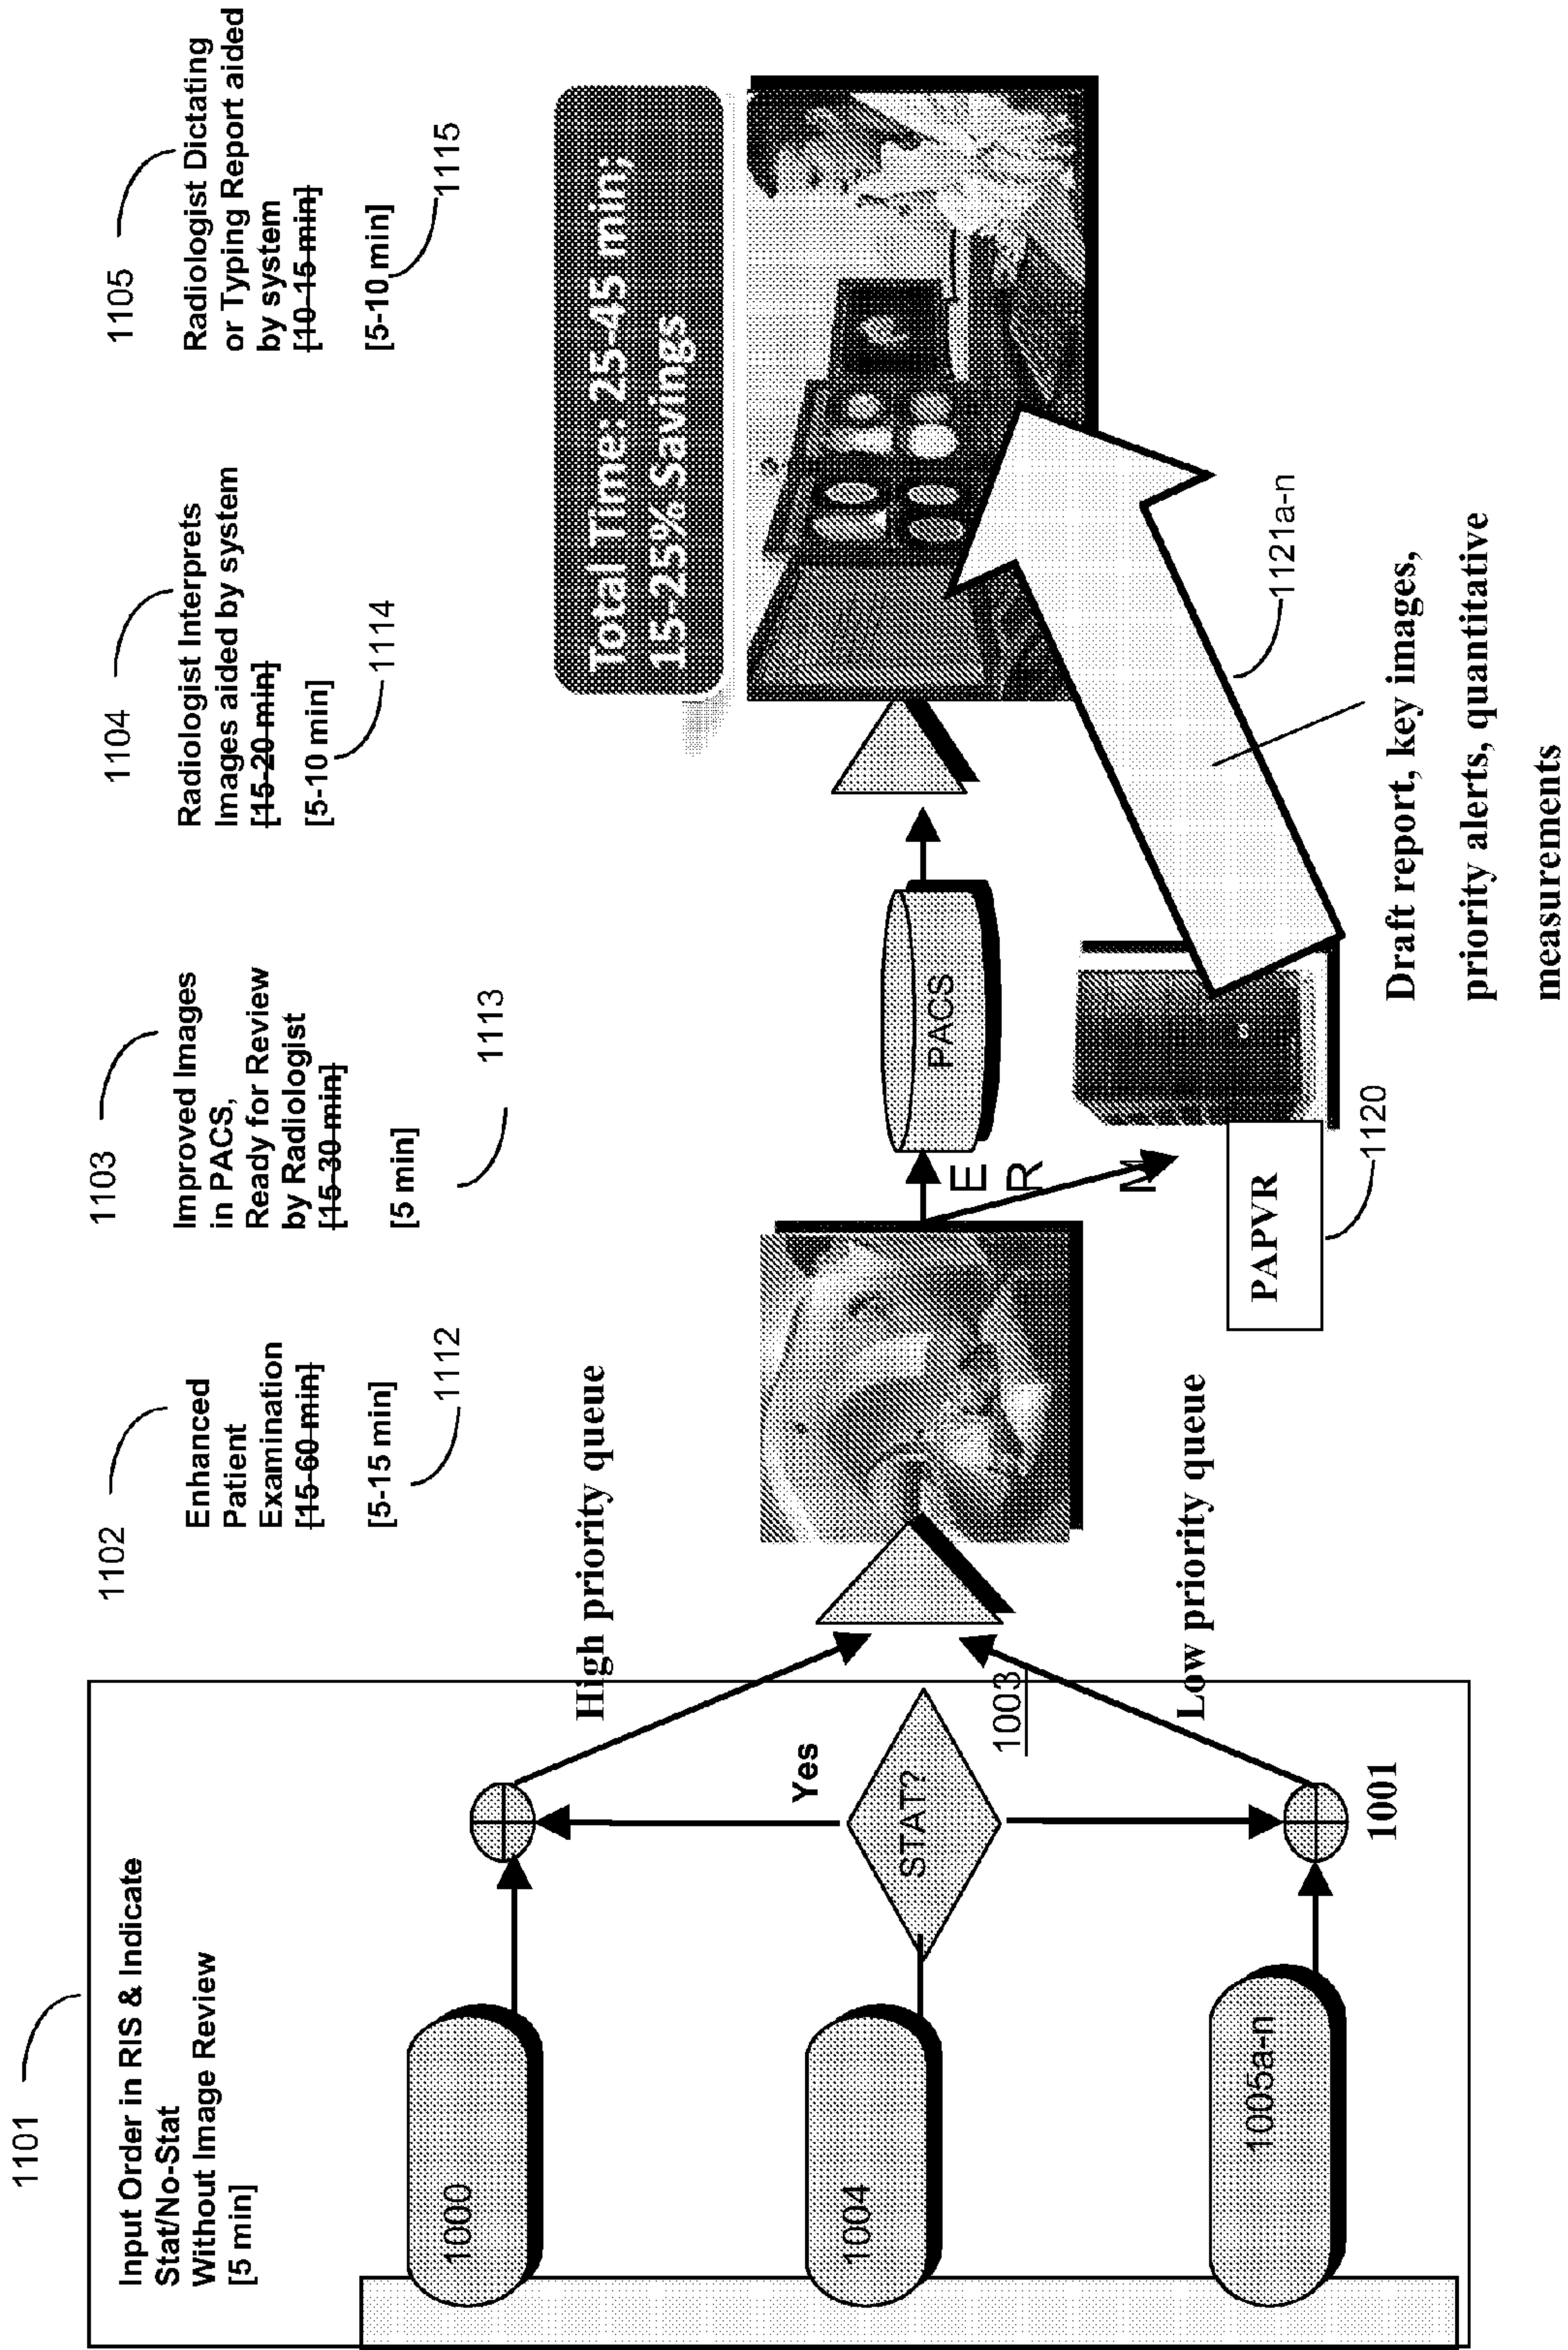 1101
Input Order in RIS & Indicate
Stat/No-Stat
Without Image Review
[5 min]
1102
Enhanced
Patient
Examination
[15-60 min]
[5-15 min]
1112
1103
Improved Images
in PACS,
Ready for Review
by Radiologist
[15-30 min]
[5 min]
1113
1104
Radiologist Interprets
Images aided by system
[15-20 min]
[5-10 min]
1114
1105
Radiologist Dictating
or Typing Report aided
by system
[10-15 min]
[5-10 min]
1115
Total Time: 25-45 min;
15-25% Savings
1000
High priority queue
Yes
1004
STAT?
1003
PACS
E
R
M
1005a-n
1001
Low priority queue
PAPVR
1120
1121a-n
Draft report, key images,
priority alerts, quantitative
measurements